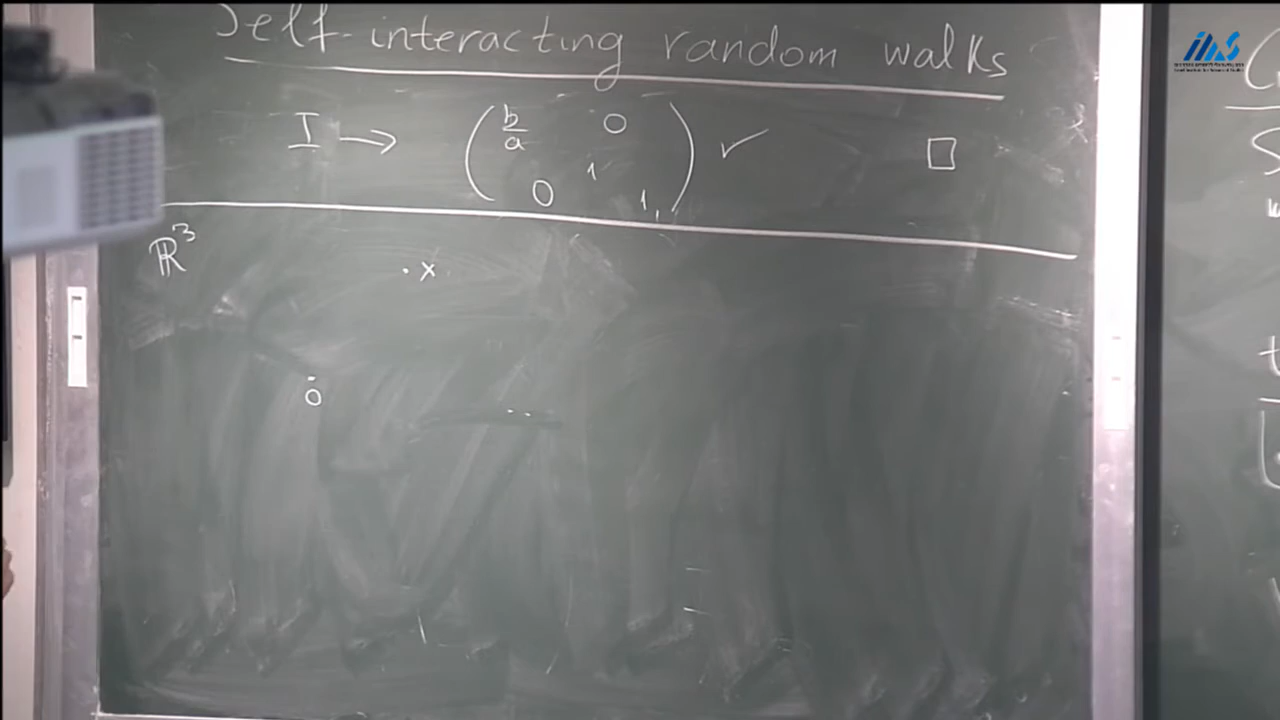 Self-interacting random walks
I → ( b/a 0 1 0 1 ) ✓ □
ℝ³
· x
0